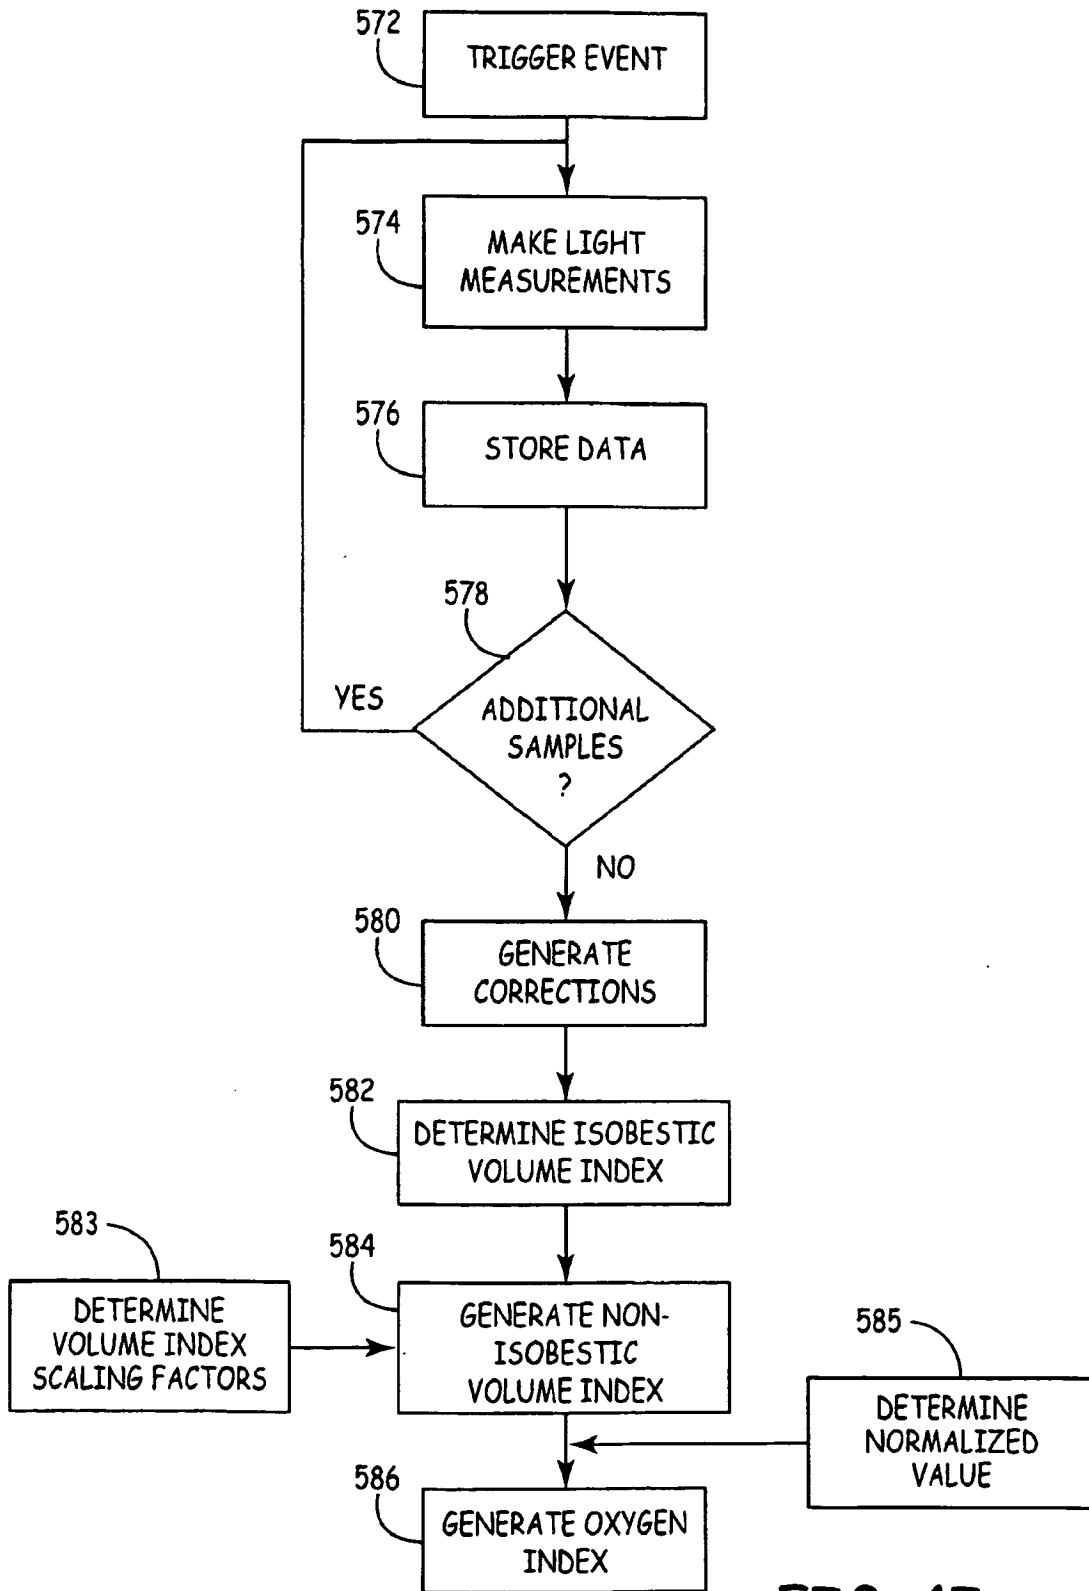 572
TRIGGER EVENT
574
MAKE LIGHT
MEASUREMENTS
576
STORE DATA
578
YES
ADDITIONAL
SAMPLES
?
NO
580
GENERATE
CORRECTIONS
582
DETERMINE ISOBESTIC
VOLUME INDEX
583
DETERMINE
VOLUME INDEX
SCALING FACTORS
584
GENERATE NON-
ISOBESTIC
VOLUME INDEX
585
DETERMINE
NORMALIZED
VALUE
586
GENERATE OXYGEN
INDEX